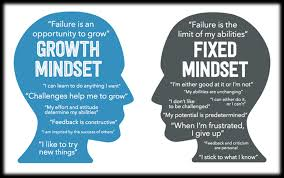 "Failure is an
opportunity to grow"
GROWTH
MINDSET
"I can learn to do anything I want"
"Challenges help me to grow"
"My effort and attitude
determine my abilities"
"Feedback is constructive"
"I am inspired by the success of others"
"I like to try
new things"
"Failure is the
limit of my abilities"
FIXED
MINDSET
"I'm either good at it or I'm not"
"My abilities are unchanging"
"I don't like
to be challenged"
"I can either do it,
or I can't"
"My potential is predetermined"
"When I'm frustrated,
I give up"
"Feedback and criticism
are personal"
"I stick to what I know"